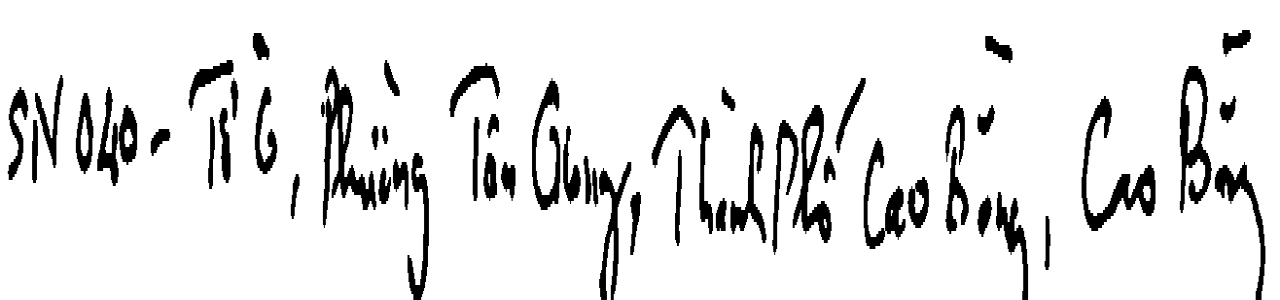 SN 040 - Tổ 6, Phường Tân Giang, Thành Phố Cao Bằng, Cao Bằng